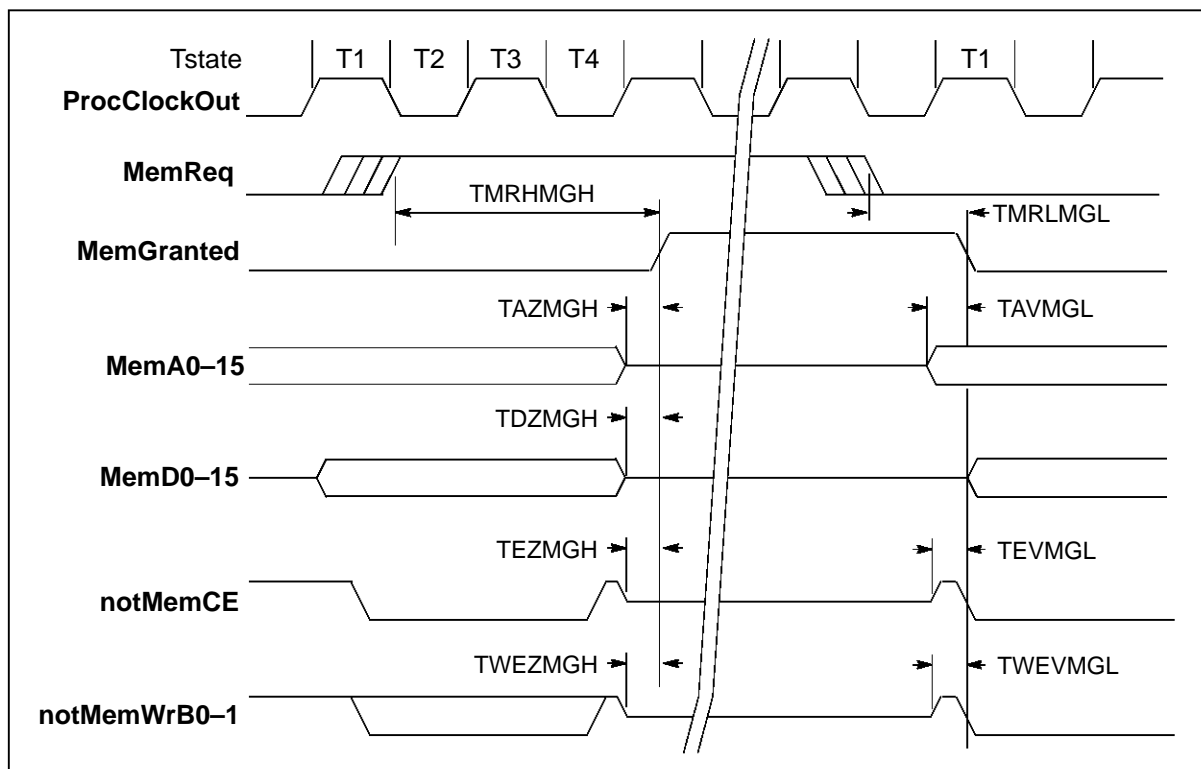 Tstate T1 T2 T3 T4 T1
ProcClockOut
MemReq
TMRHMGH
TMRLMGL
MemGranted
TAZMGH TAVMGL
MemA0–15
TDZMGH
MemD0–15
TEZMGH TEVMGL
notMemCE
TWEZMGH TWEVMGL
notMemWrB0–1